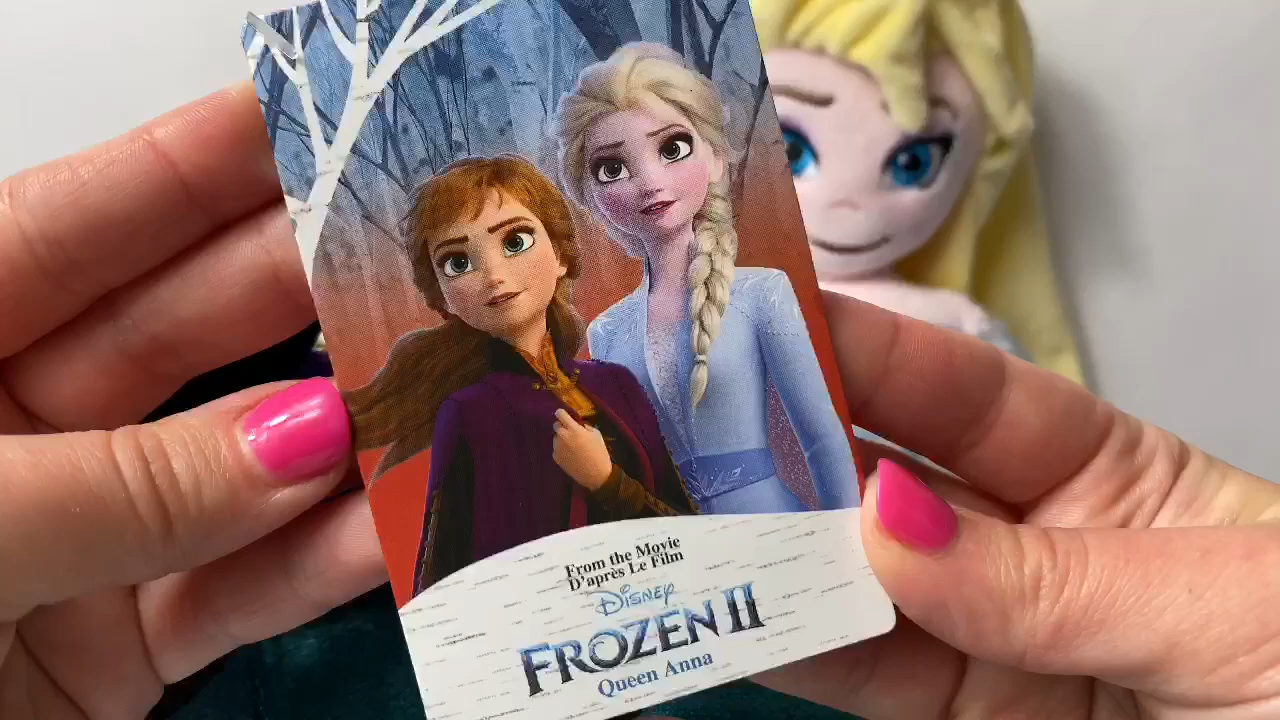 From the Movie
D'après Le Film
Disney
FROZEN II
Queen Anna